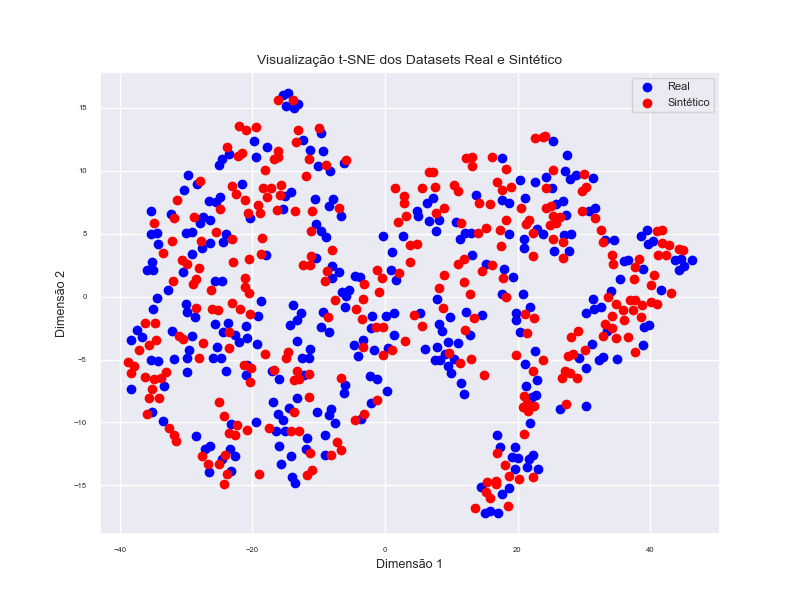 Visualização t-SNE dos Datasets Real e Sintético
Real
Sintético
15
10
5
0
−5
−10
−15
Dimensão 2
−40
−20
0
20
40
Dimensão 1